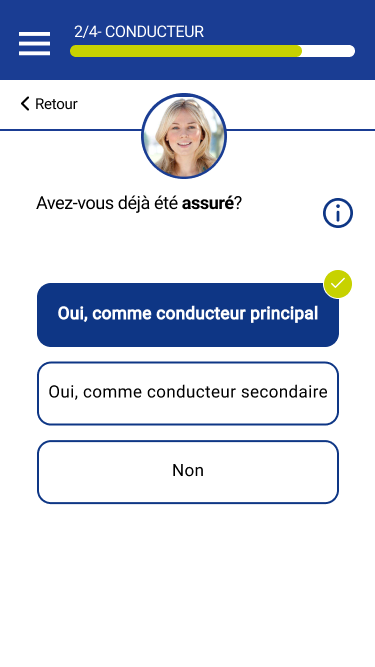 2/4- CONDUCTEUR
Retour
Avez-vous déjà été assuré?
Oui, comme conducteur principal
Oui, comme conducteur secondaire
Non